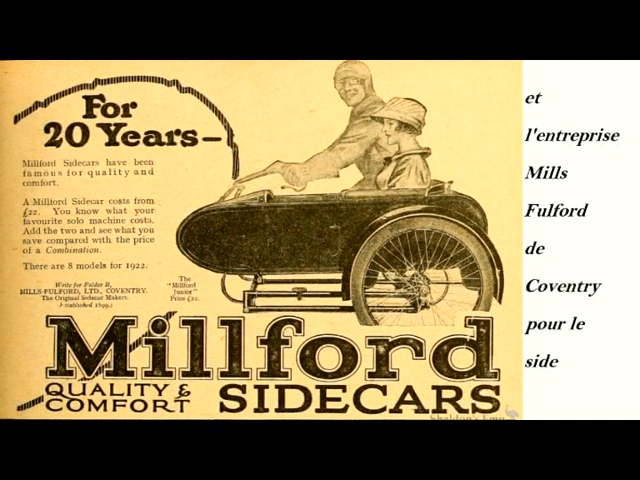 For
20 Years—
Millford Sidecars have been
famous for quality and
comfort.
A Millford Sidecar costs from
£22. You know what your
favourite solo machine costs.
Add the two and see what you
save compared with the price
of a Combination.
There are 8 models for 1922.
Write for Folder B,
MILLS-FULFORD, LTD., COVENTRY.
The Original Sidecar Makers.
Established 1899.
The
"Millford
Junior"
Price £22.
Millford
QUALITY &
COMFORT
SIDECARS
et
l'entreprise
Mills
Fulford
de
Coventry
pour le
side